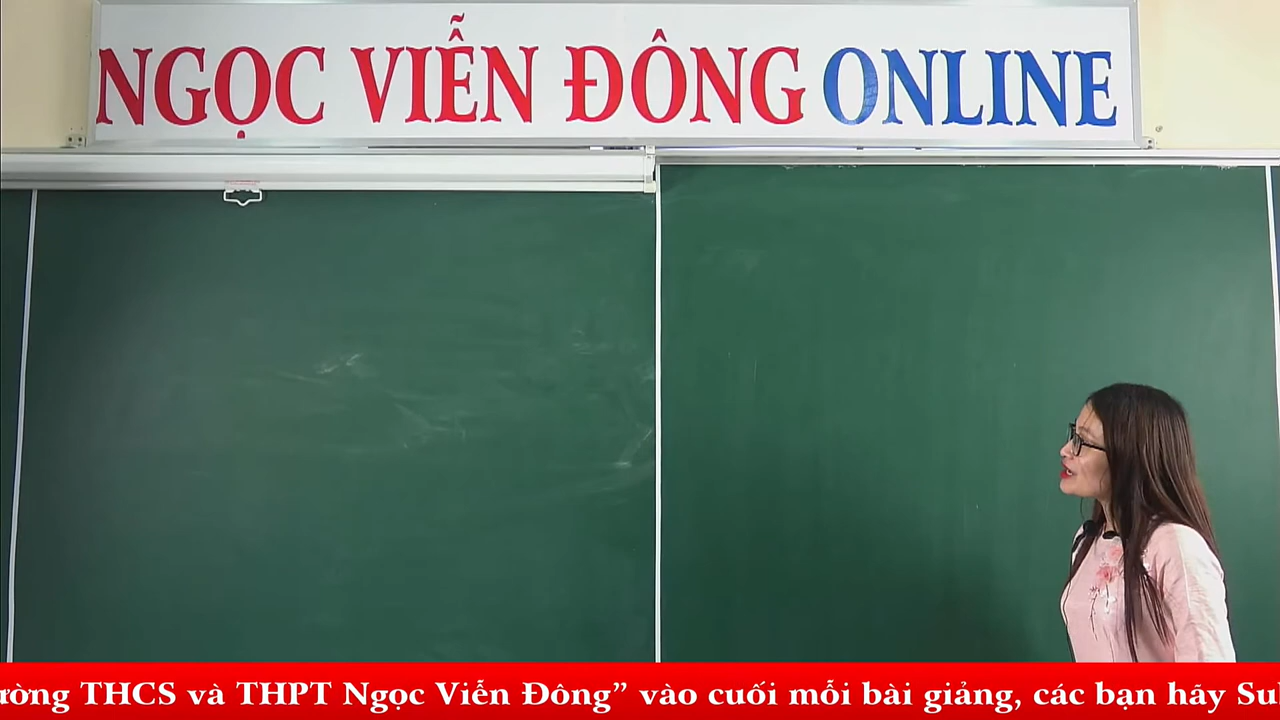 NGỌC VIỄN ĐÔNG ONLINE
ường THCS và THPT Ngọc Viễn Đông” vào cuối mỗi bài giảng, các bạn hãy Su